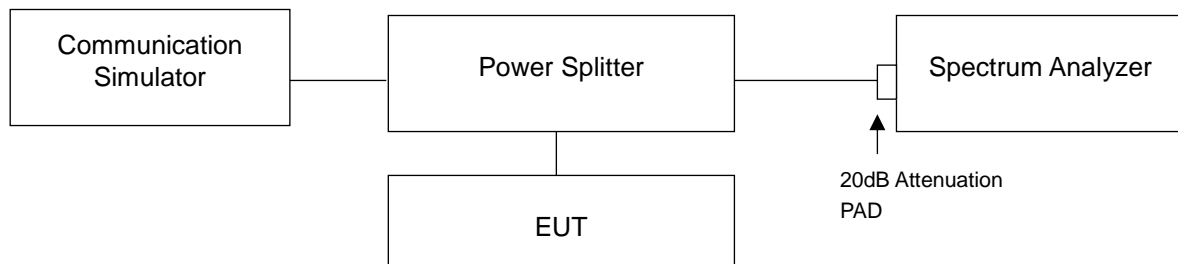 Communication
Simulator
Power Splitter
Spectrum Analyzer
20dB Attenuation
PAD
EUT